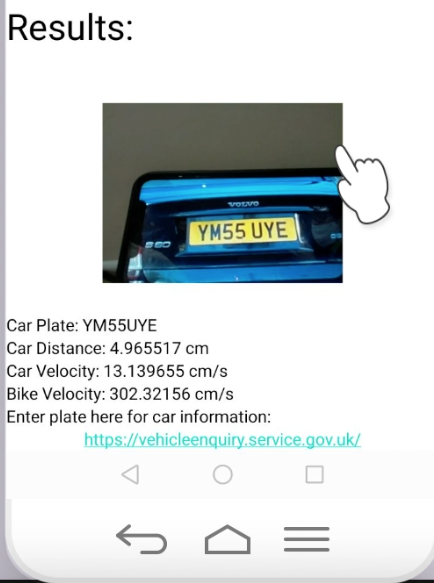 Results:
VOLVO
S60
YM55 UYE
Car Plate: YM55UYE
Car Distance: 4.965517 cm
Car Velocity: 13.139655 cm/s
Bike Velocity: 302.32156 cm/s
Enter plate here for car information:
https://vehicleenquiry.service.gov.uk/